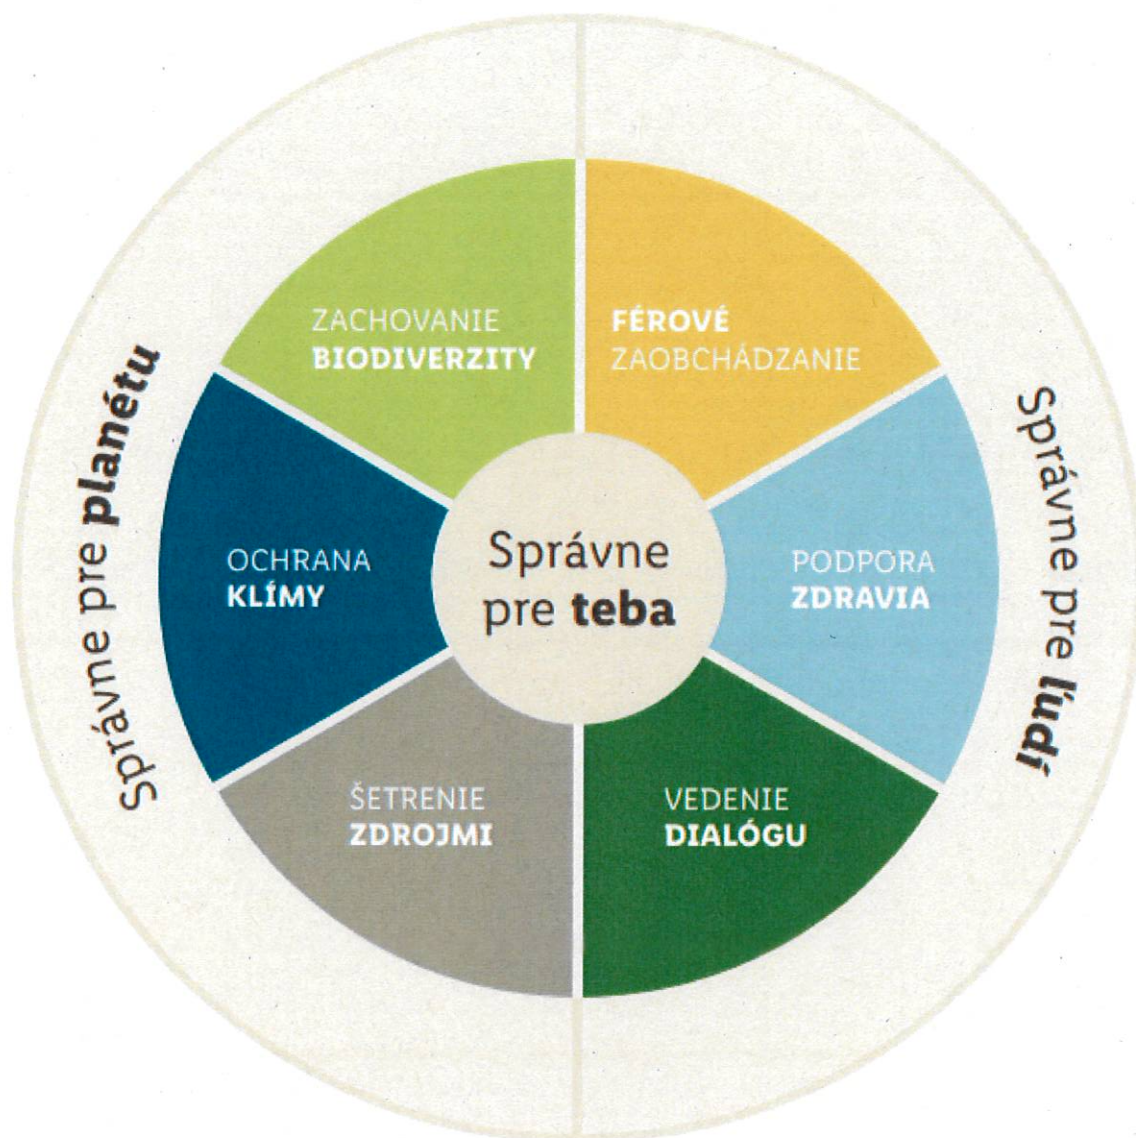 ZACHOVANIE
BIODIVERZITY
FÉROVÉ
ZAOBCHÁDZANIE
Správne pre planétu
OCHRANA
KLÍMY
Správne
pre teba
PODPORA
ZDRAVIA
Správne pre ľudí
ŠETRENIE
ZDROJMI
VEDENIE
DIALÓGU